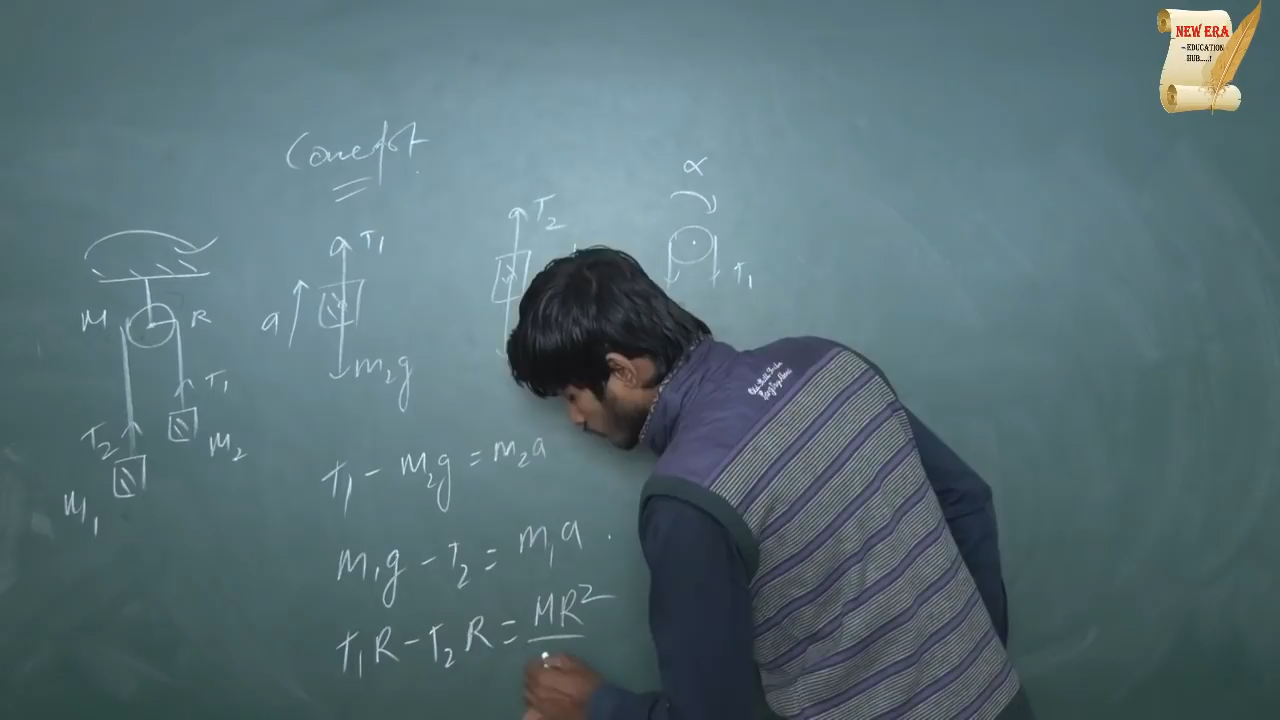 NEW ERA
EDUCATION
HUB.....!
Concept.
α
T₂
T₁
T₁
M
R
a
m₂g
T₁
T₂
M₂
M₁
T₁ - m₂g = m₂a
m₁g - T₂ = m₁a .
T₁R - T₂R = MR²